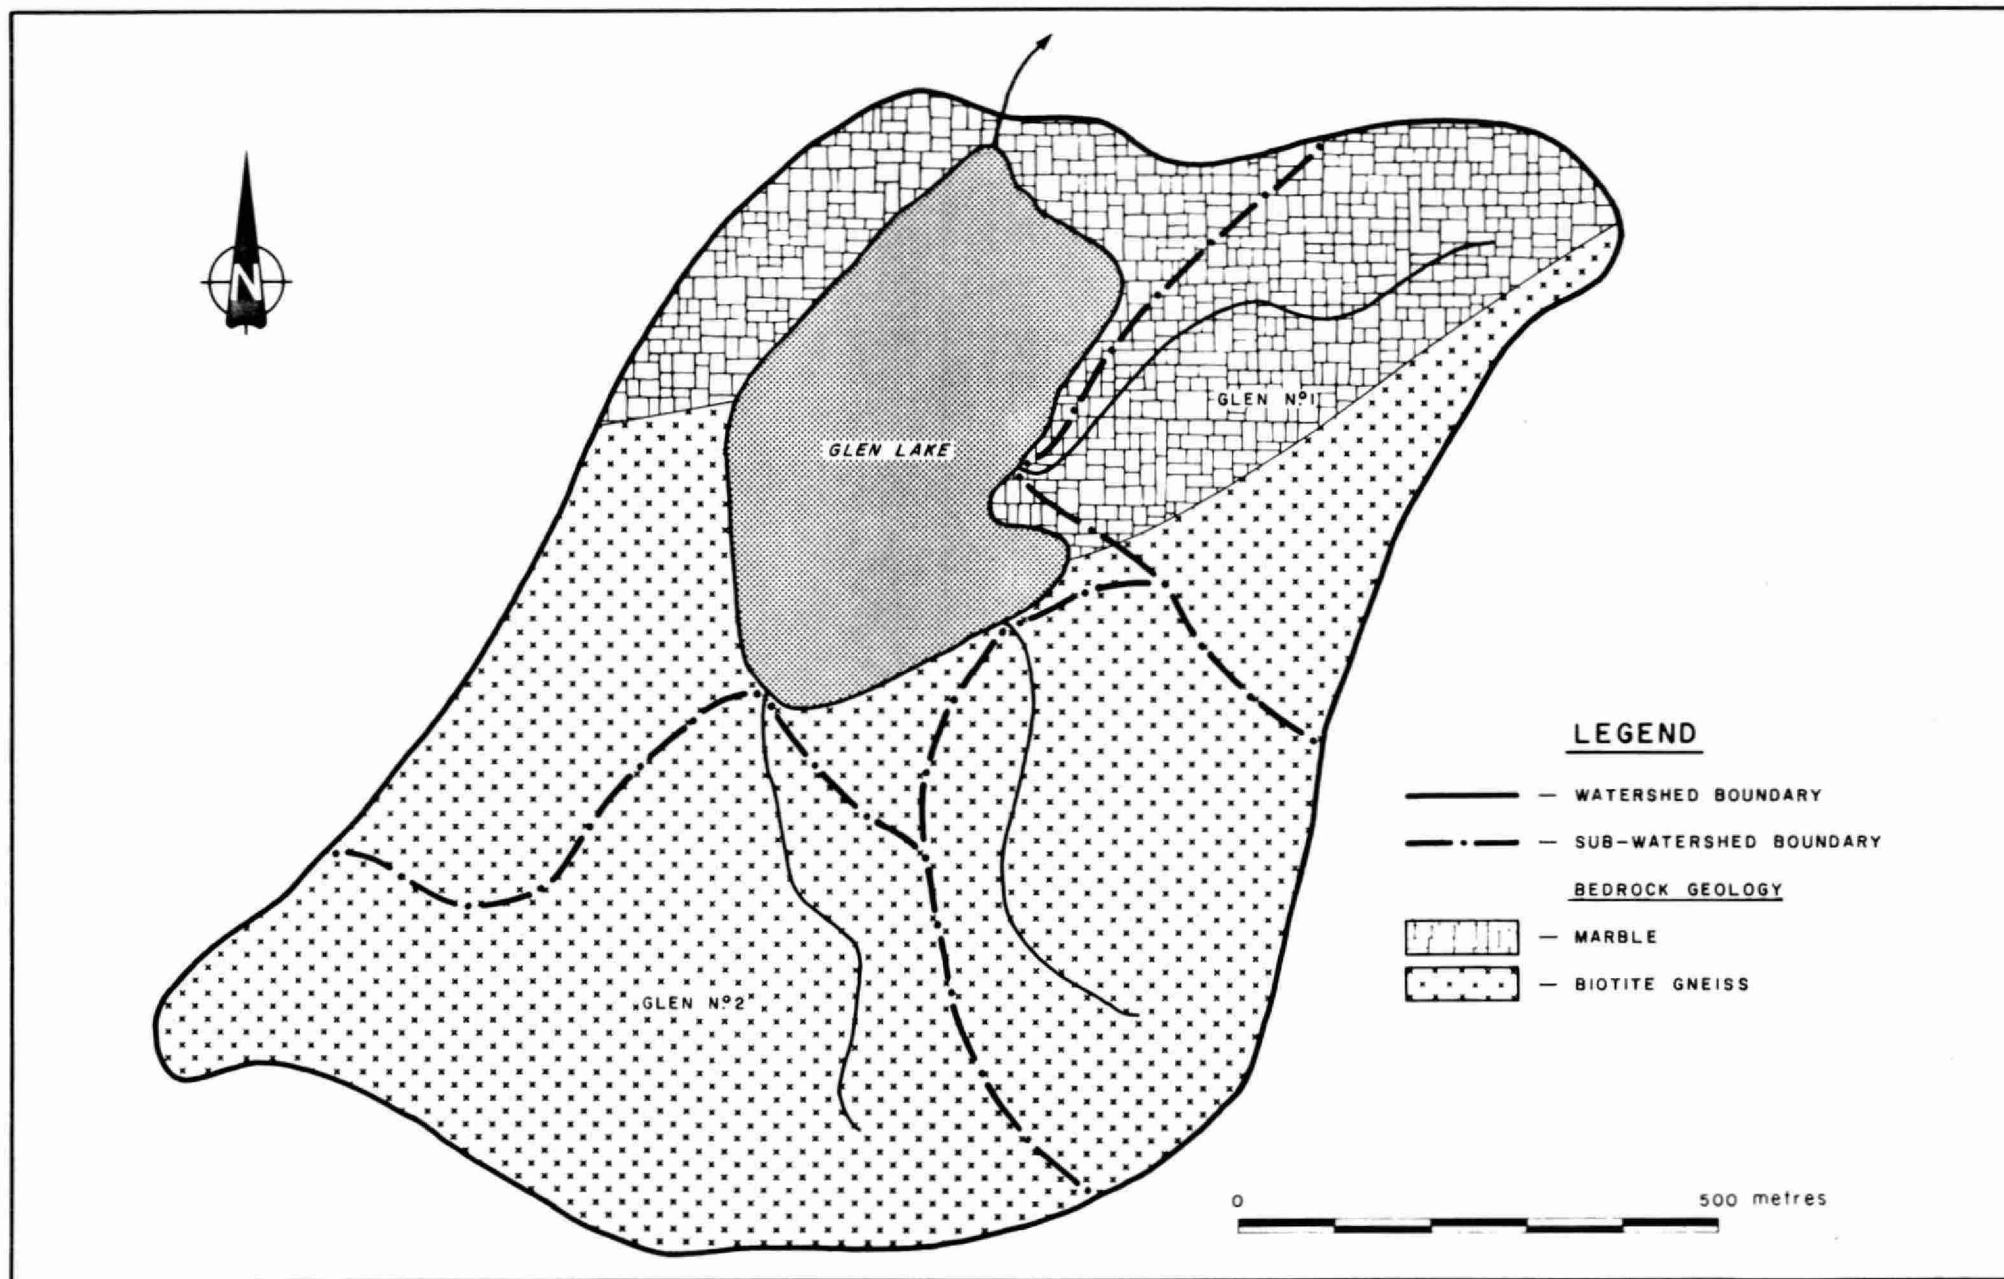 N
GLEN Nº1
GLEN LAKE
GLEN Nº2
LEGEND
— WATERSHED BOUNDARY
— SUB-WATERSHED BOUNDARY
BEDROCK GEOLOGY
— MARBLE
— BIOTITE GNEISS
0 500 metres